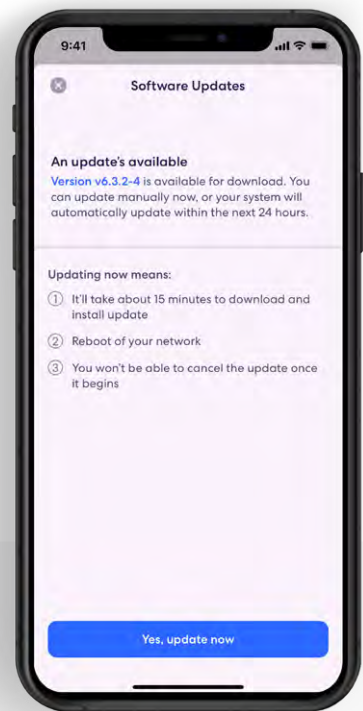 9:41
Software Updates
An update's available
Version v6.3.2-4 is available for download. You
can update manually now, or your system will
automatically update within the next 24 hours.
Updating now means:
1 It'll take about 15 minutes to download and
install update
2 Reboot of your network
3 You won't be able to cancel the update once
it begins
Yes, update now